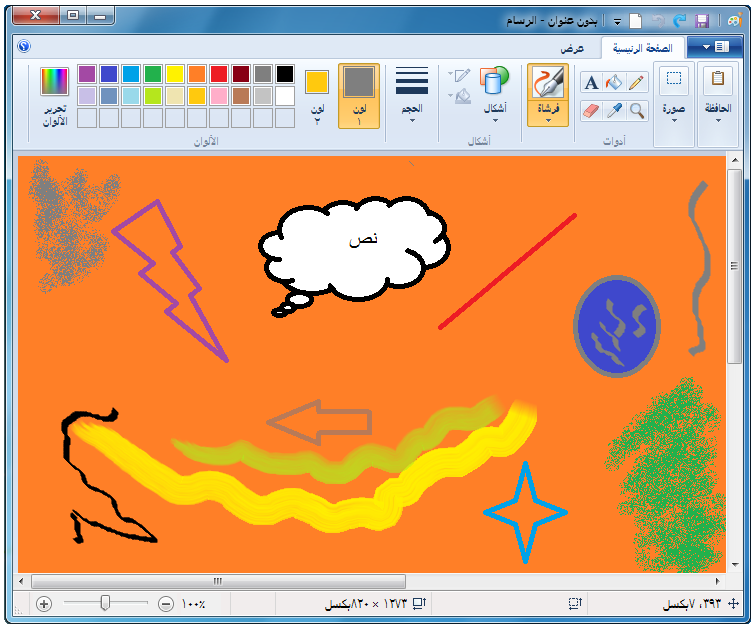 بدون عنوان - الرسام
الصفحة الرئيسية
عرض
الحافظة
صورة
أدوات
فرشاة
أشكال
أشكال
الحجم
لون
١
لون
٢
تحرير
الألوان
الألوان
نص
٣٩٣، ٧بكسل
١٢٧٣ × ٨٢٠بكسل
١٠٠٪